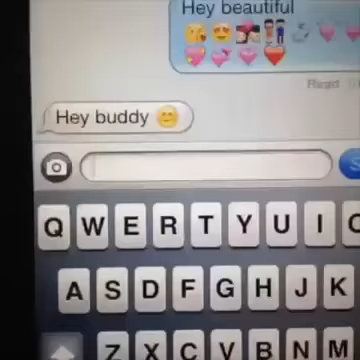 Hey beautiful
Read
Hey buddy
Q W E R T Y U I O
A S D F G H J K
Z X C V B N M